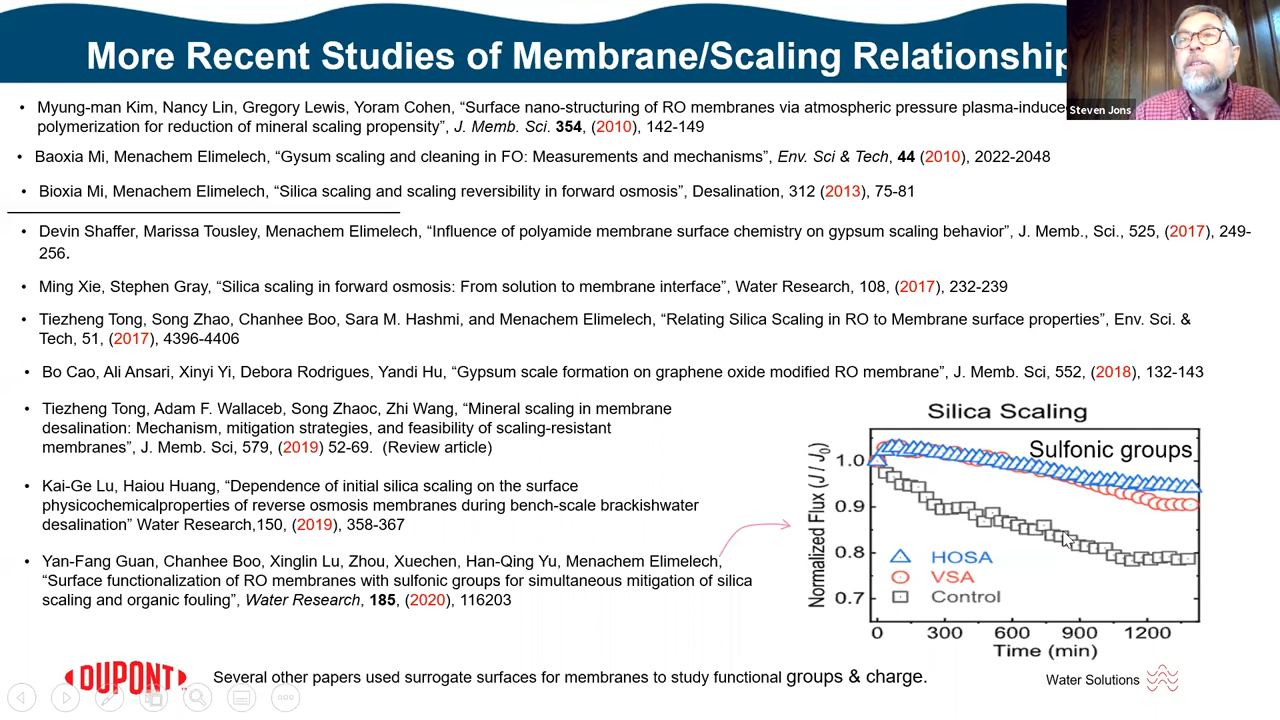 More Recent Studies of Membrane/Scaling Relationship
Steven Jons
• Myung-man Kim, Nancy Lin, Gregory Lewis, Yoram Cohen, “Surface nano-structuring of RO membranes via atmospheric pressure plasma-induce
polymerization for reduction of mineral scaling propensity”, J. Memb. Sci. 354, (2010), 142-149
• Baoxia Mi, Menachem Elimelech, “Gysum scaling and cleaning in FO: Measurements and mechanisms”, Env. Sci & Tech, 44 (2010), 2022-2048
• Bioxia Mi, Menachem Elimelech, “Silica scaling and scaling reversibility in forward osmosis”, Desalination, 312 (2013), 75-81
• Devin Shaffer, Marissa Tousley, Menachem Elimelech, “Influence of polyamide membrane surface chemistry on gypsum scaling behavior”, J. Memb., Sci., 525, (2017), 249-
256.
• Ming Xie, Stephen Gray, “Silica scaling in forward osmosis: From solution to membrane interface”, Water Research, 108, (2017), 232-239
• Tiezheng Tong, Song Zhao, Chanhee Boo, Sara M. Hashmi, and Menachem Elimelech, “Relating Silica Scaling in RO to Membrane surface properties”, Env. Sci. &
Tech, 51, (2017), 4396-4406
• Bo Cao, Ali Ansari, Xinyi Yi, Debora Rodrigues, Yandi Hu, “Gypsum scale formation on graphene oxide modified RO membrane”, J. Memb. Sci, 552, (2018), 132-143
• Tiezheng Tong, Adam F. Wallaceb, Song Zhaoc, Zhi Wang, “Mineral scaling in membrane
desalination: Mechanism, mitigation strategies, and feasibility of scaling-resistant
membranes”, J. Memb. Sci, 579, (2019) 52-69. (Review article)
• Kai-Ge Lu, Haiou Hung, “Dependence of initial silica scaling on the surface
physicochemicalproperties of reverse osmosis membranes during bench-scale brackishwater
desalination” Water Research,150, (2019), 358-367
• Yan-Fang Guan, Chanhee Boo, Xinglin Lu, Zhou, Xuechen, Han-Qing Yu, Menachem Elimelech,
“Surface functionalization of RO membranes with sulfonic groups for simultaneous mitigation of silica
scaling and organic fouling”, Water Research, 185, (2020), 116203
Silica Scaling
Sulfonic groups
Normalized Flux (J / J0)
1.0
0.9
0.8
0.7
HOSA
VSA
Control
0 300 600 900 1200
Time (min)
DUPONT
Several other papers used surrogate surfaces for membranes to study functional groups & charge.
Water Solutions